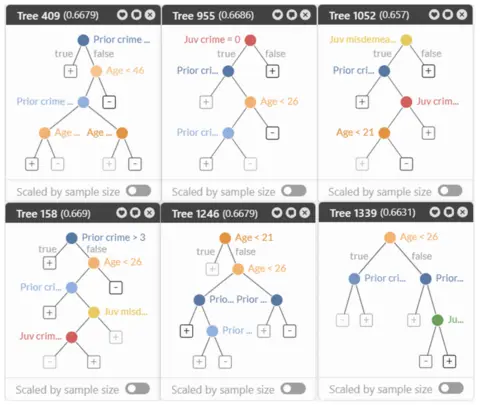 Tree 409 (0.6679)
Prior crime ...
true
false
+
Age < 46
Prior crime ...
-
Age ...
Age ...
+
-
+
-
Scaled by sample size
Tree 955 (0.6686)
Juv crime = 0
true
false
Prior cri...
+
+
Age < 26
Prior cri...
-
+
-
Scaled by sample size
Tree 1052 (0.657)
Juv misdemea...
true
false
Prior cri...
+
+
Juv crim...
Age < 21
+
+
-
Scaled by sample size
Tree 158 (0.669)
Prior crime > 3
true
false
+
Age < 26
Prior cri...
-
Juv misd...
Juv crim...
+
-
+
Scaled by sample size
Tree 1246 (0.6679)
Age < 21
true
false
+
Age < 26
Prio...
Prior ...
+
Prior ...
+
-
+
-
Scaled by sample size
Tree 1339 (0.6631)
Age < 26
true
false
Prior cri...
Prior...
-
+
+
Ju...
-
+
Scaled by sample size